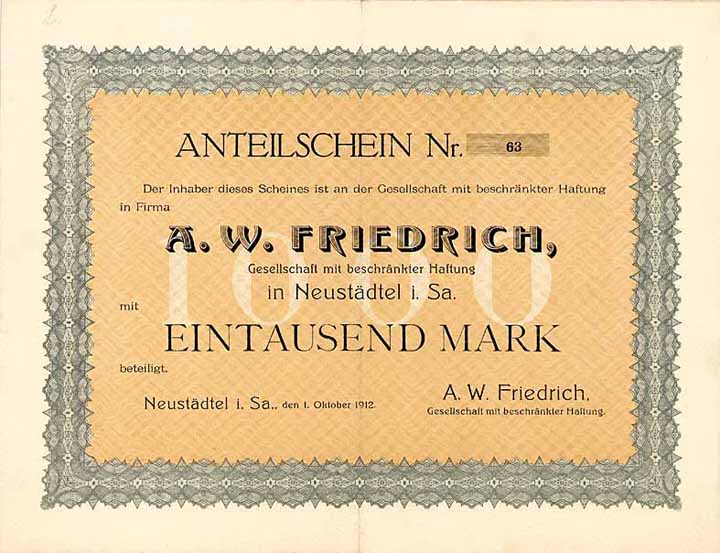 ANTEILSCHEIN Nr. 63
Der Inhaber dieses Scheines ist an der Gesellschaft mit beschränkter Haftung
in Firma
A. W. FRIEDRICH,
Gesellschaft mit beschränkter Haftung
in Neustädtel i. Sa.
1000
mit
EINTAUSEND MARK
beteiligt.
Neustädtel i. Sa., den 1. Oktober 1912.
A. W. Friedrich,
Gesellschaft mit beschränkter Haftung.